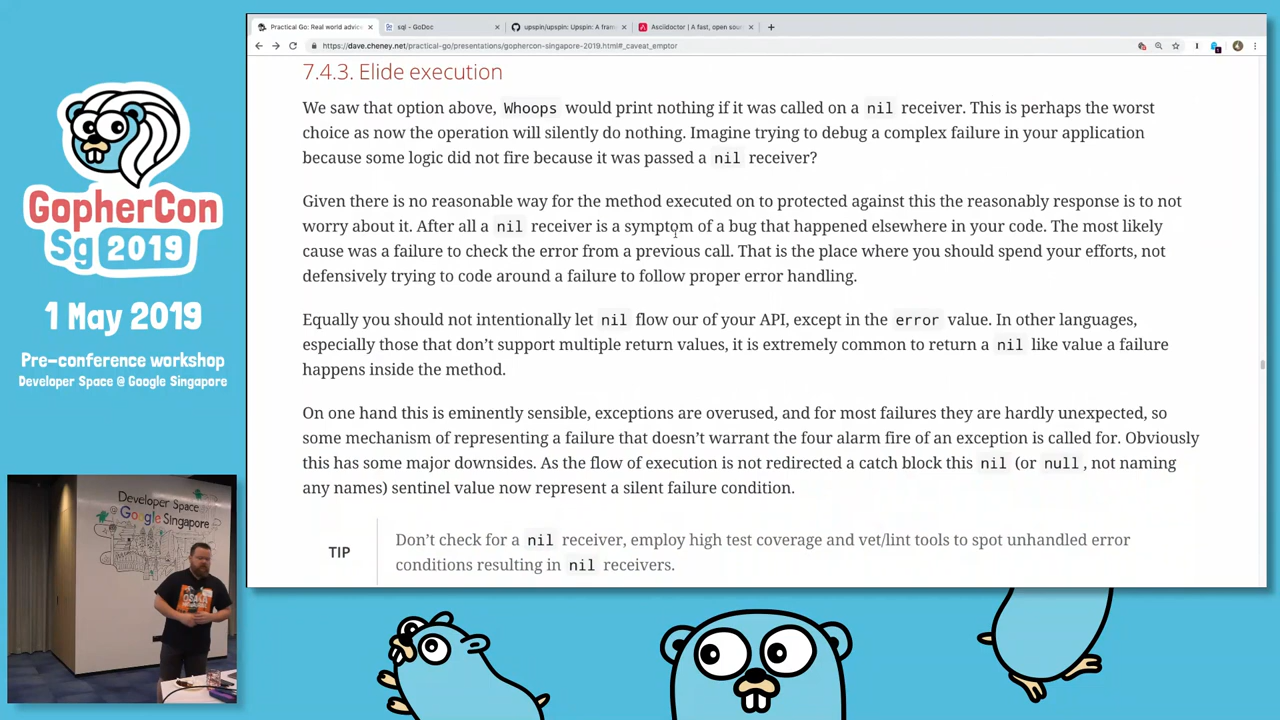 Practical Go: Real world advic
sql - GoDoc
upspin/upspin: Upspin: A fram
Asciidoctor | A fast, open sour
https://dave.cheney.net/practical-go/presentations/gophercon-singapore-2019.html#_caveat_emptor
GopherCon
Sg 2019
1 May 2019
Pre-conference workshop
Developer Space @ Google Singapore
7.4.3. Elide execution
We saw that option above, Whoops would print nothing if it was called on a nil receiver. This is perhaps the worst
choice as now the operation will silently do nothing. Imagine trying to debug a complex failure in your application
because some logic did not fire because it was passed a nil receiver?
Given there is no reasonable way for the method executed on to protected against this the reasonably response is to not
worry about it. After all a nil receiver is a symptom of a bug that happened elsewhere in your code. The most likely
cause was a failure to check the error from a previous call. That is the place where you should spend your efforts, not
defensively trying to code around a failure to follow proper error handling.
Equally you should not intentionally let nil flow our of your API, except in the error value. In other languages,
especially those that don't support multiple return values, it is extremely common to return a nil like value a failure
happens inside the method.
On one hand this is eminently sensible, exceptions are overused, and for most failures they are hardly unexpected, so
some mechanism of representing a failure that doesn't warrant the four alarm fire of an exception is called for. Obviously
this has some major downsides. As the flow of execution is not redirected a catch block this nil (or null, not naming
any names) sentinel value now represent a silent failure condition.
TIP
Don't check for a nil receiver, employ high test coverage and vet/lint tools to spot unhandled error
conditions resulting in nil receivers.
Developer Space
@ Google Singapore